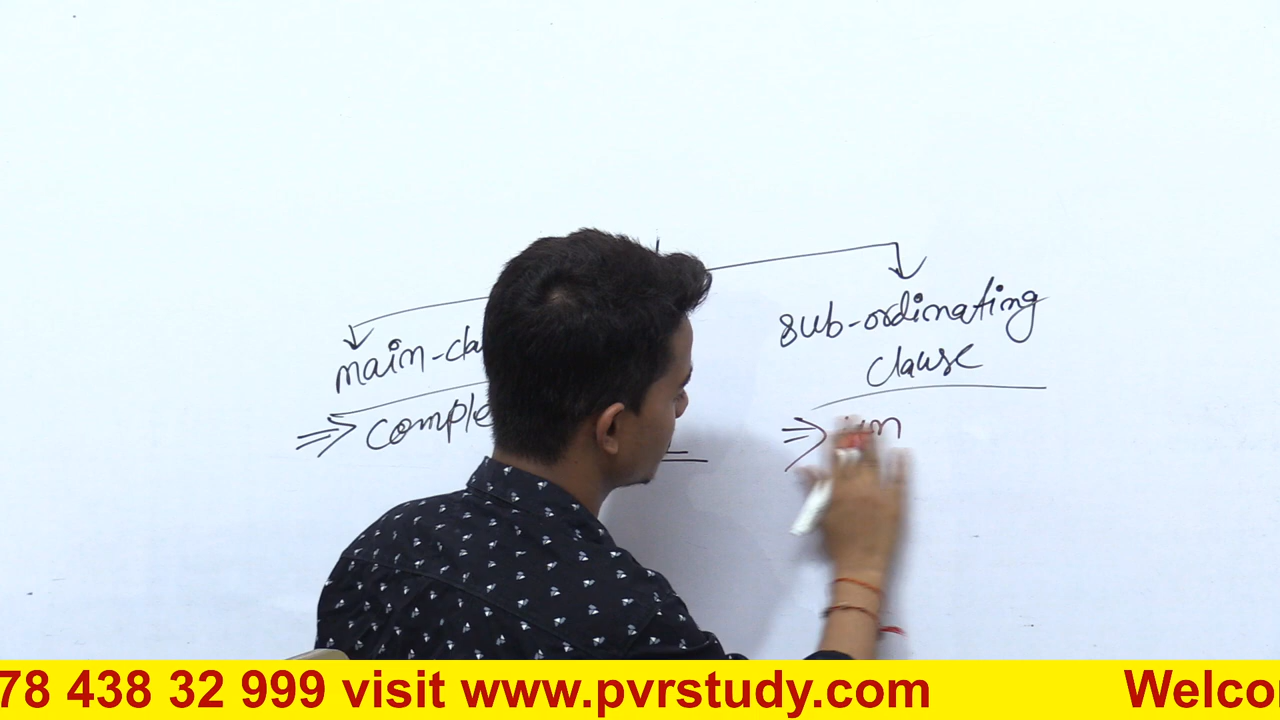 main-cla
⇒ comple
sub-ordinating
clause
⇒
78 438 32 999 visit www.pvrstudy.com Welco